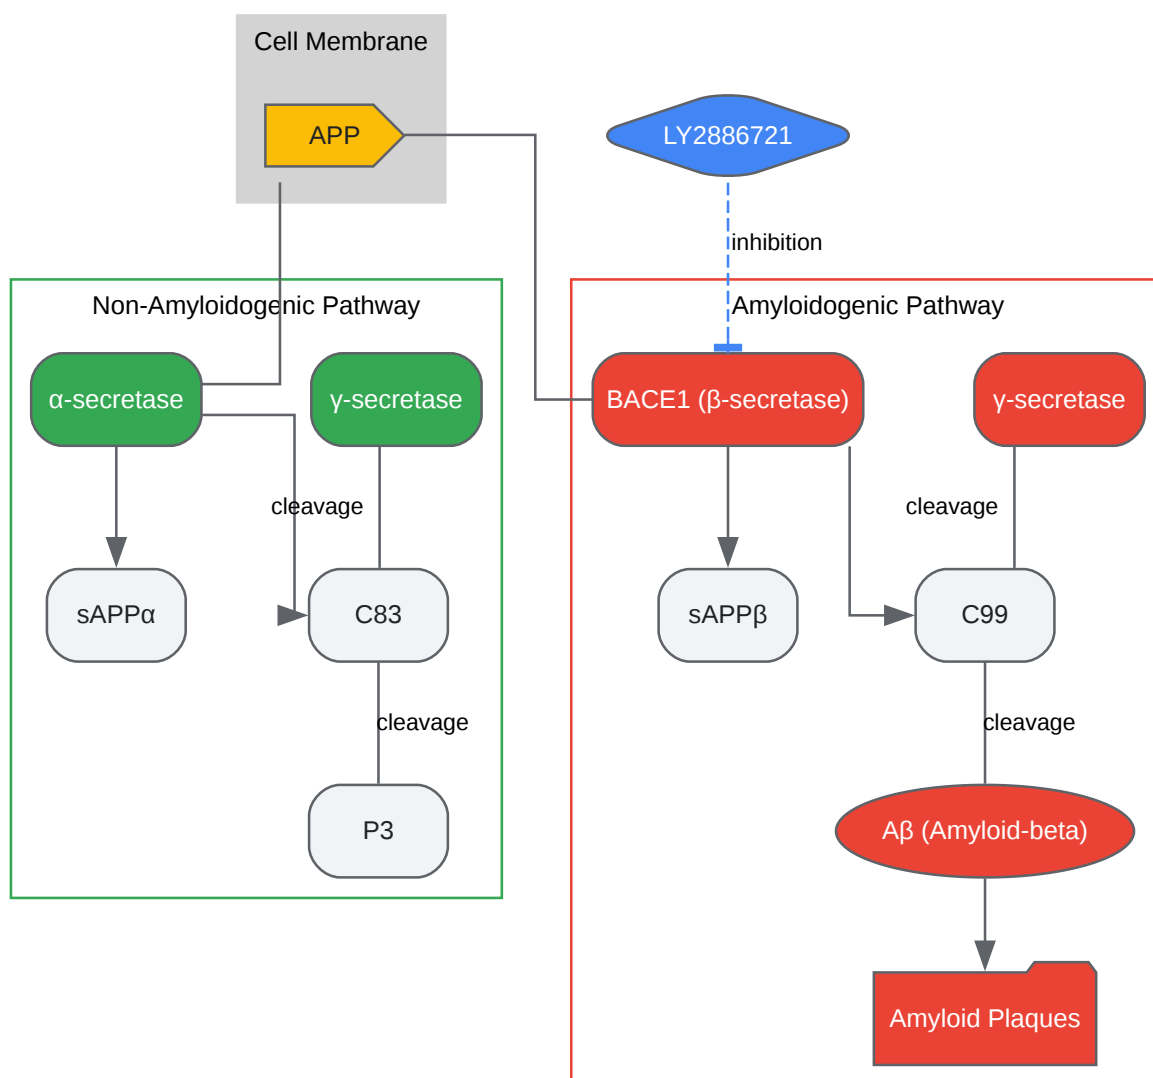 Cell Membrane
APP
LY2886721
inhibition
Non-Amyloidogenic Pathway
Amyloidogenic Pathway
α-secretase
γ-secretase
BACE1 (β-secretase)
γ-secretase
cleavage
cleavage
sAPPα
C83
sAPPβ
C99
cleavage
cleavage
P3
Aβ (Amyloid-beta)
Amyloid Plaques